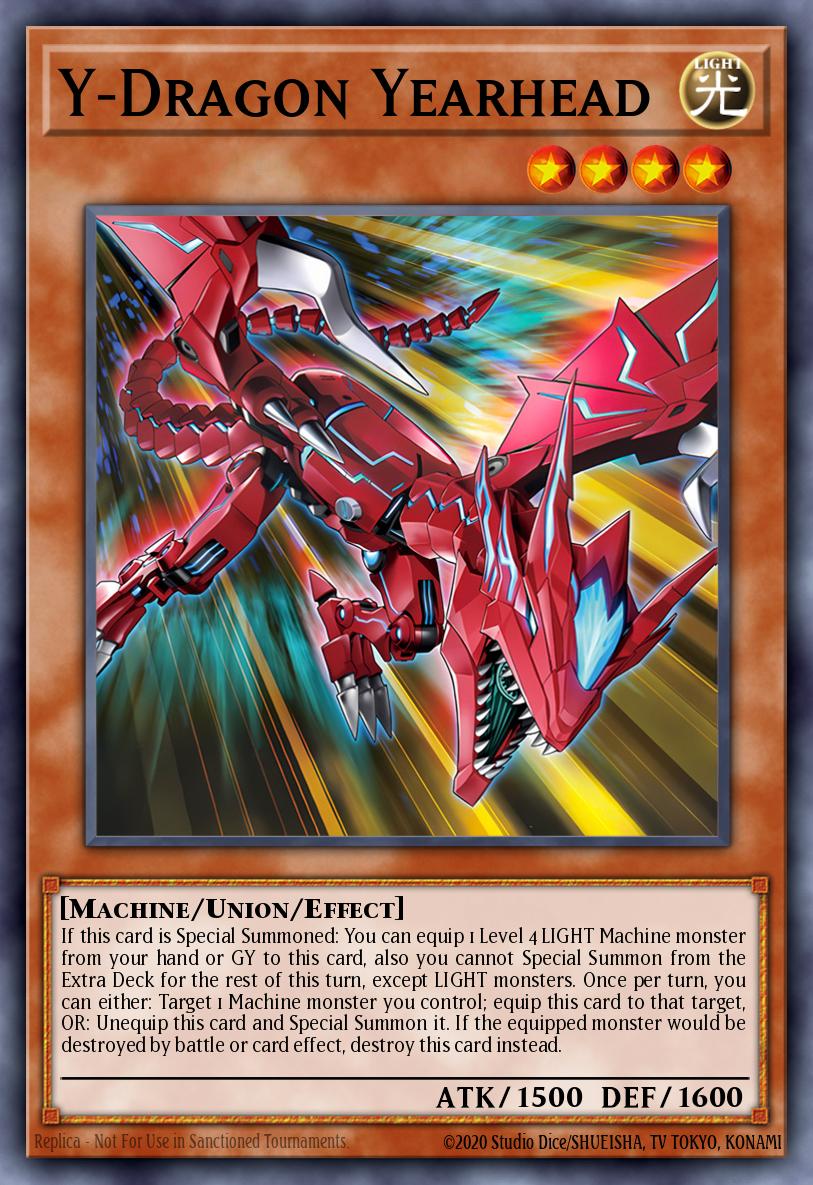 Y-Dragon Yearhead
LIGHT
光
[Machine/Union/Effect]
If this card is Special Summoned: You can equip 1 Level 4 LIGHT Machine monster
from your hand or GY to this card, also you cannot Special Summon from the
Extra Deck for the rest of this turn, except LIGHT monsters. Once per turn, you
can either: Target 1 Machine monster you control; equip this card to that target,
OR: Unequip this card and Special Summon it. If the equipped monster would be
destroyed by battle or card effect, destroy this card instead.
ATK/1500 DEF/1600
Replica - Not For Use in Sanctioned Tournaments.
©2020 Studio Dice/SHUEISHA, TV TOKYO, KONAMI